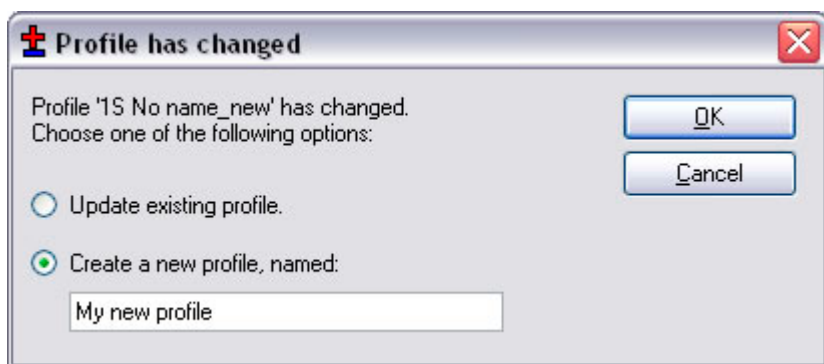 Profile has changed
Profile '1S No name_new' has changed.
Choose one of the following options:
OK
Cancel
Update existing profile.
Create a new profile, named:
My new profile